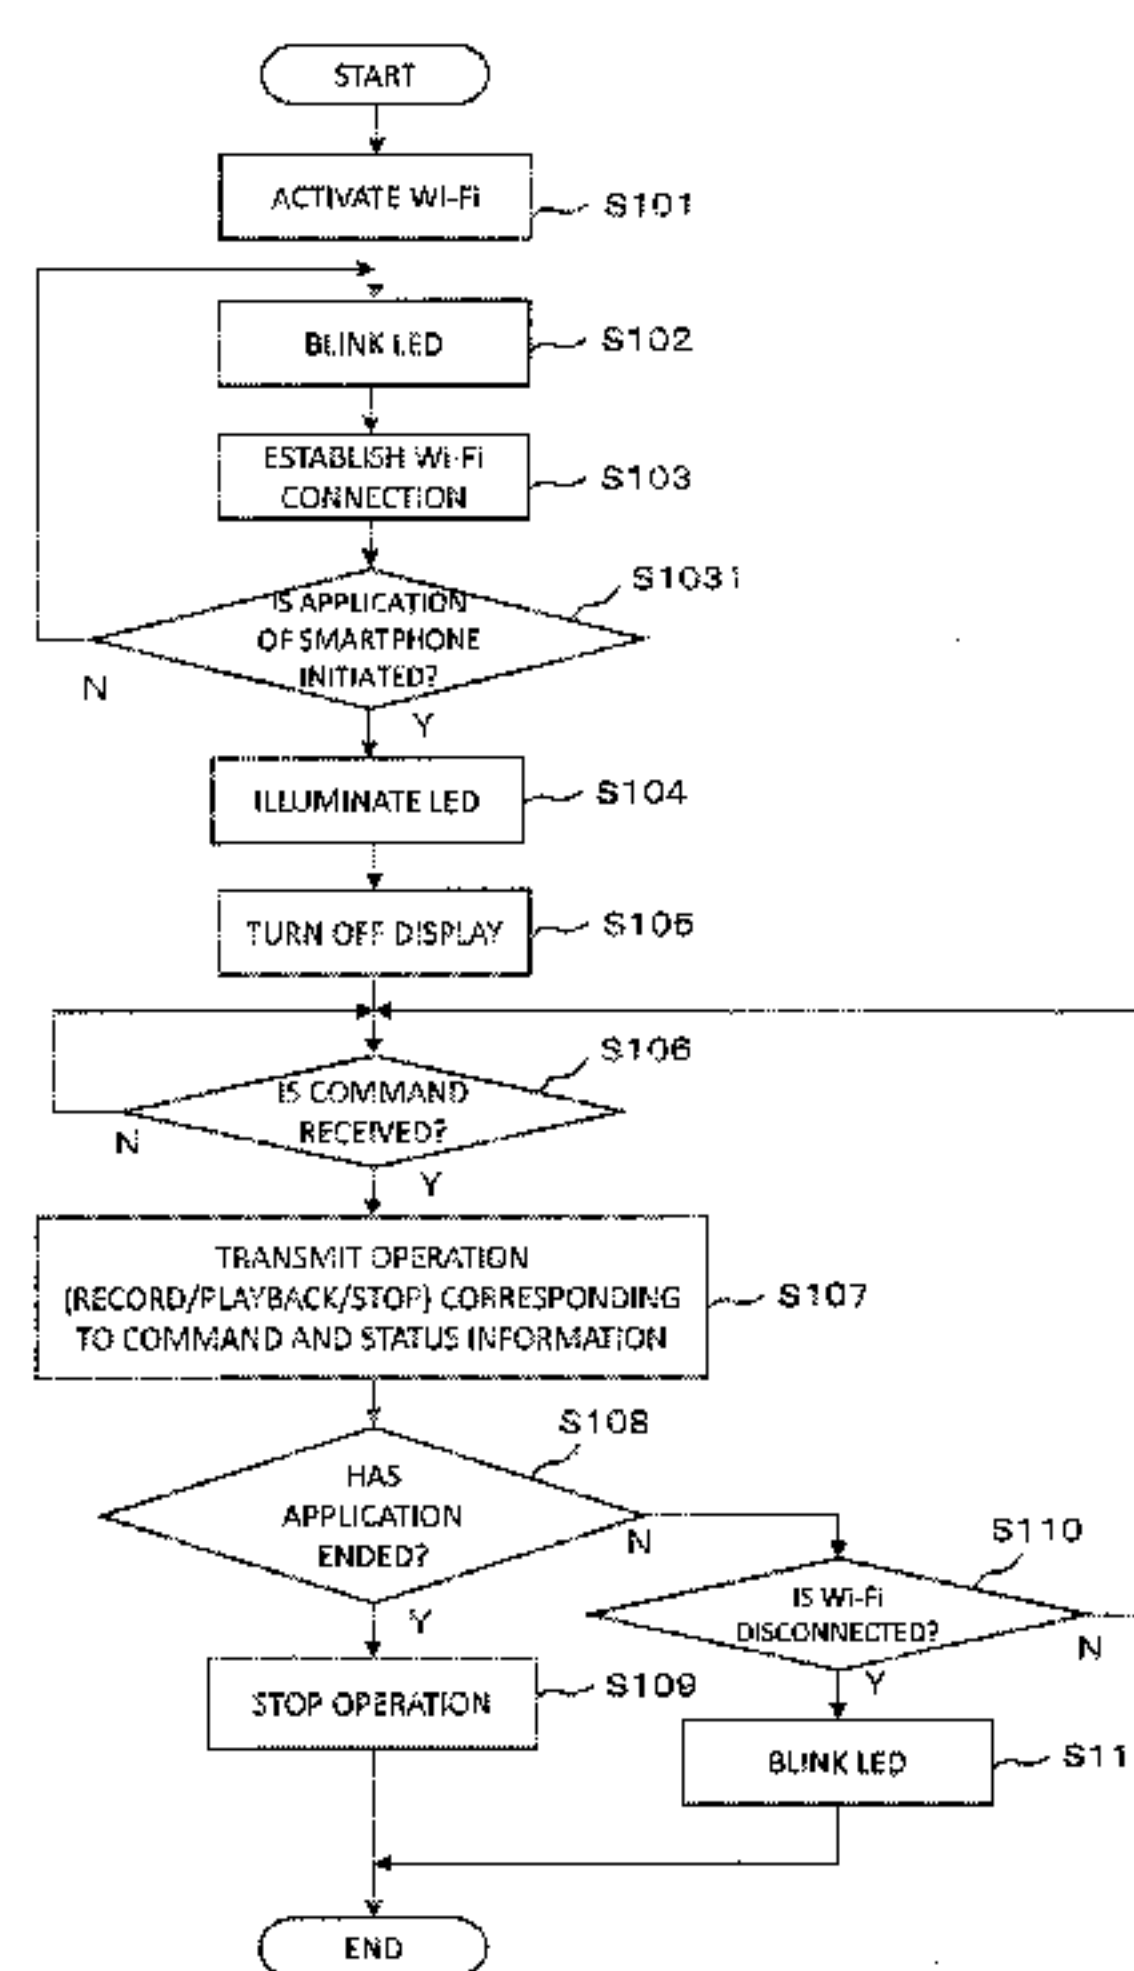 START
ACTIVATE Wi-Fi
S101
BLINK LED
S102
ESTABLISH Wi-Fi
CONNECTION
S103
S1031
IS APPLICATION
OF SMARTPHONE
INITIATED?
N
Y
ILLUMINATE LED
S104
TURN OFF DISPLAY
S105
S106
IS COMMAND
RECEIVED?
N
Y
TRANSMIT OPERATION
(RECORD/PLAYBACK/STOP) CORRESPONDING
TO COMMAND AND STATUS INFORMATION
S107
S108
HAS
APPLICATION
ENDED?
N
Y
S110
IS Wi-Fi
DISCONNECTED?
N
Y
STOP OPERATION
S109
BLINK LED
S11
END